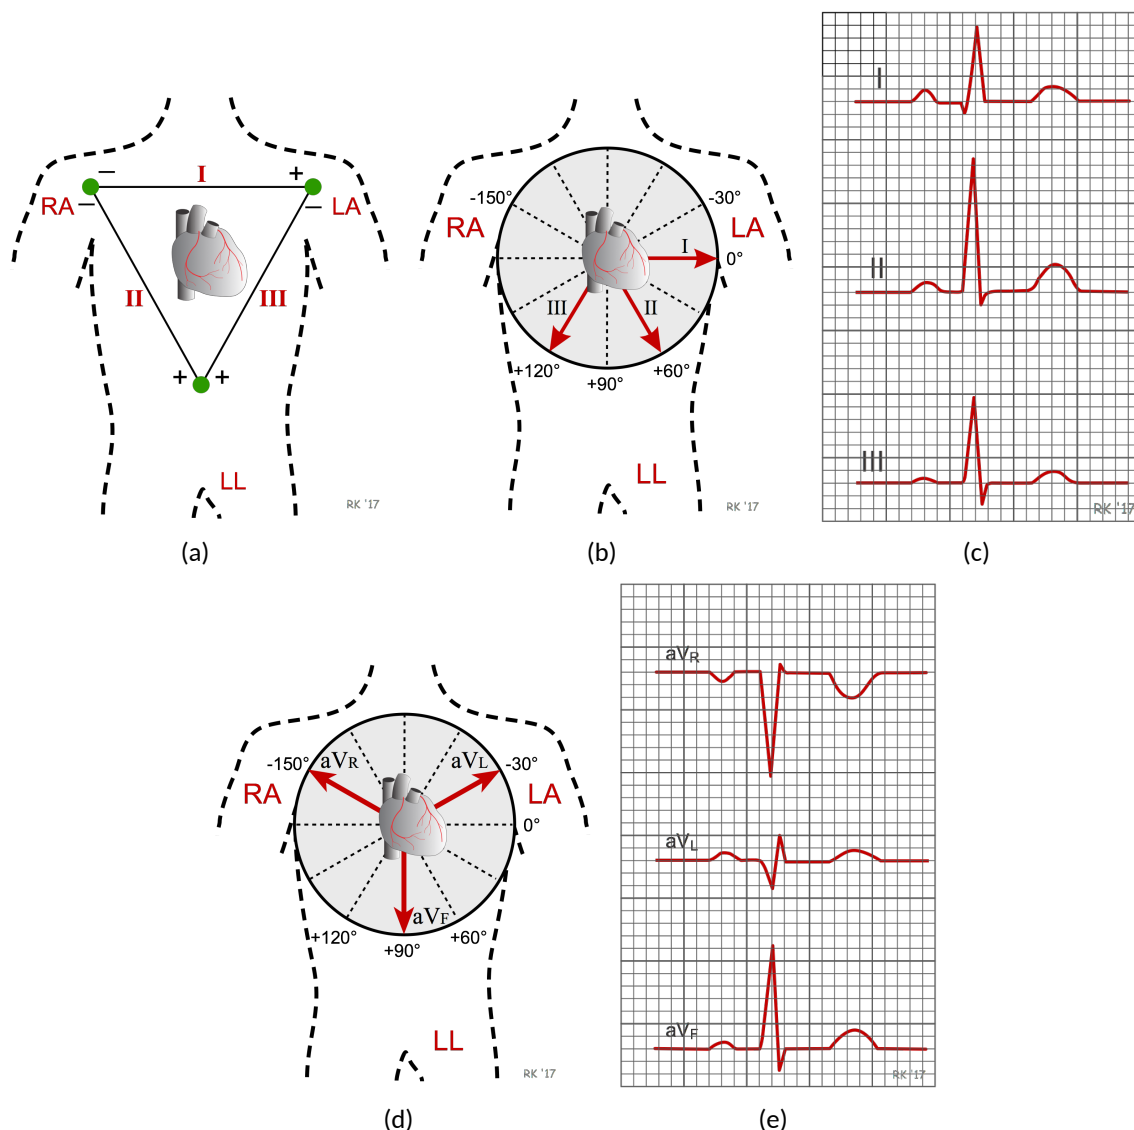 − I +
RA − − LA
II III
+ +
LL
RK '17
(a)
-150° -30°
RA LA
I
0°
III II
+120° +60°
+90°
LL
RK '17
(b)
I
II
III
RK '17
(c)
-150° aVR aVL -30°
RA LA
0°
aVF
+120° +60°
+90°
LL
RK '17
(d)
aVR
aVL
aVF
RK '17
(e)